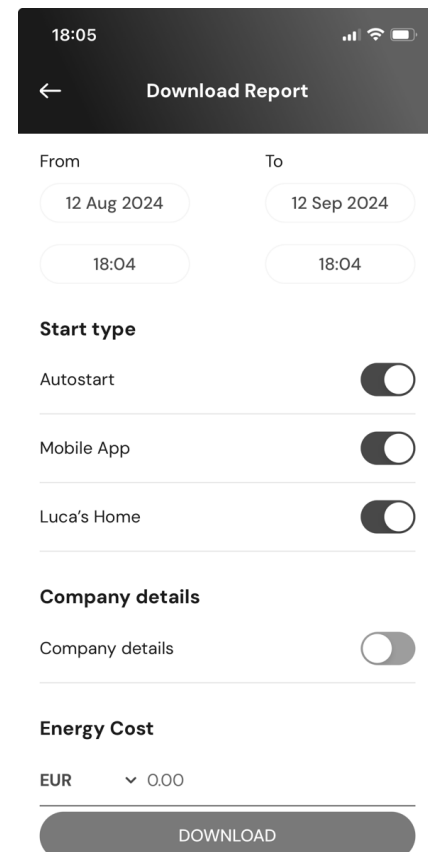 18:05
Download Report
From To
12 Aug 2024 12 Sep 2024
18:04 18:04
Start type
Autostart
Mobile App
Luca’s Home
Company details
Company details
Energy Cost
EUR 0.00
DOWNLOAD